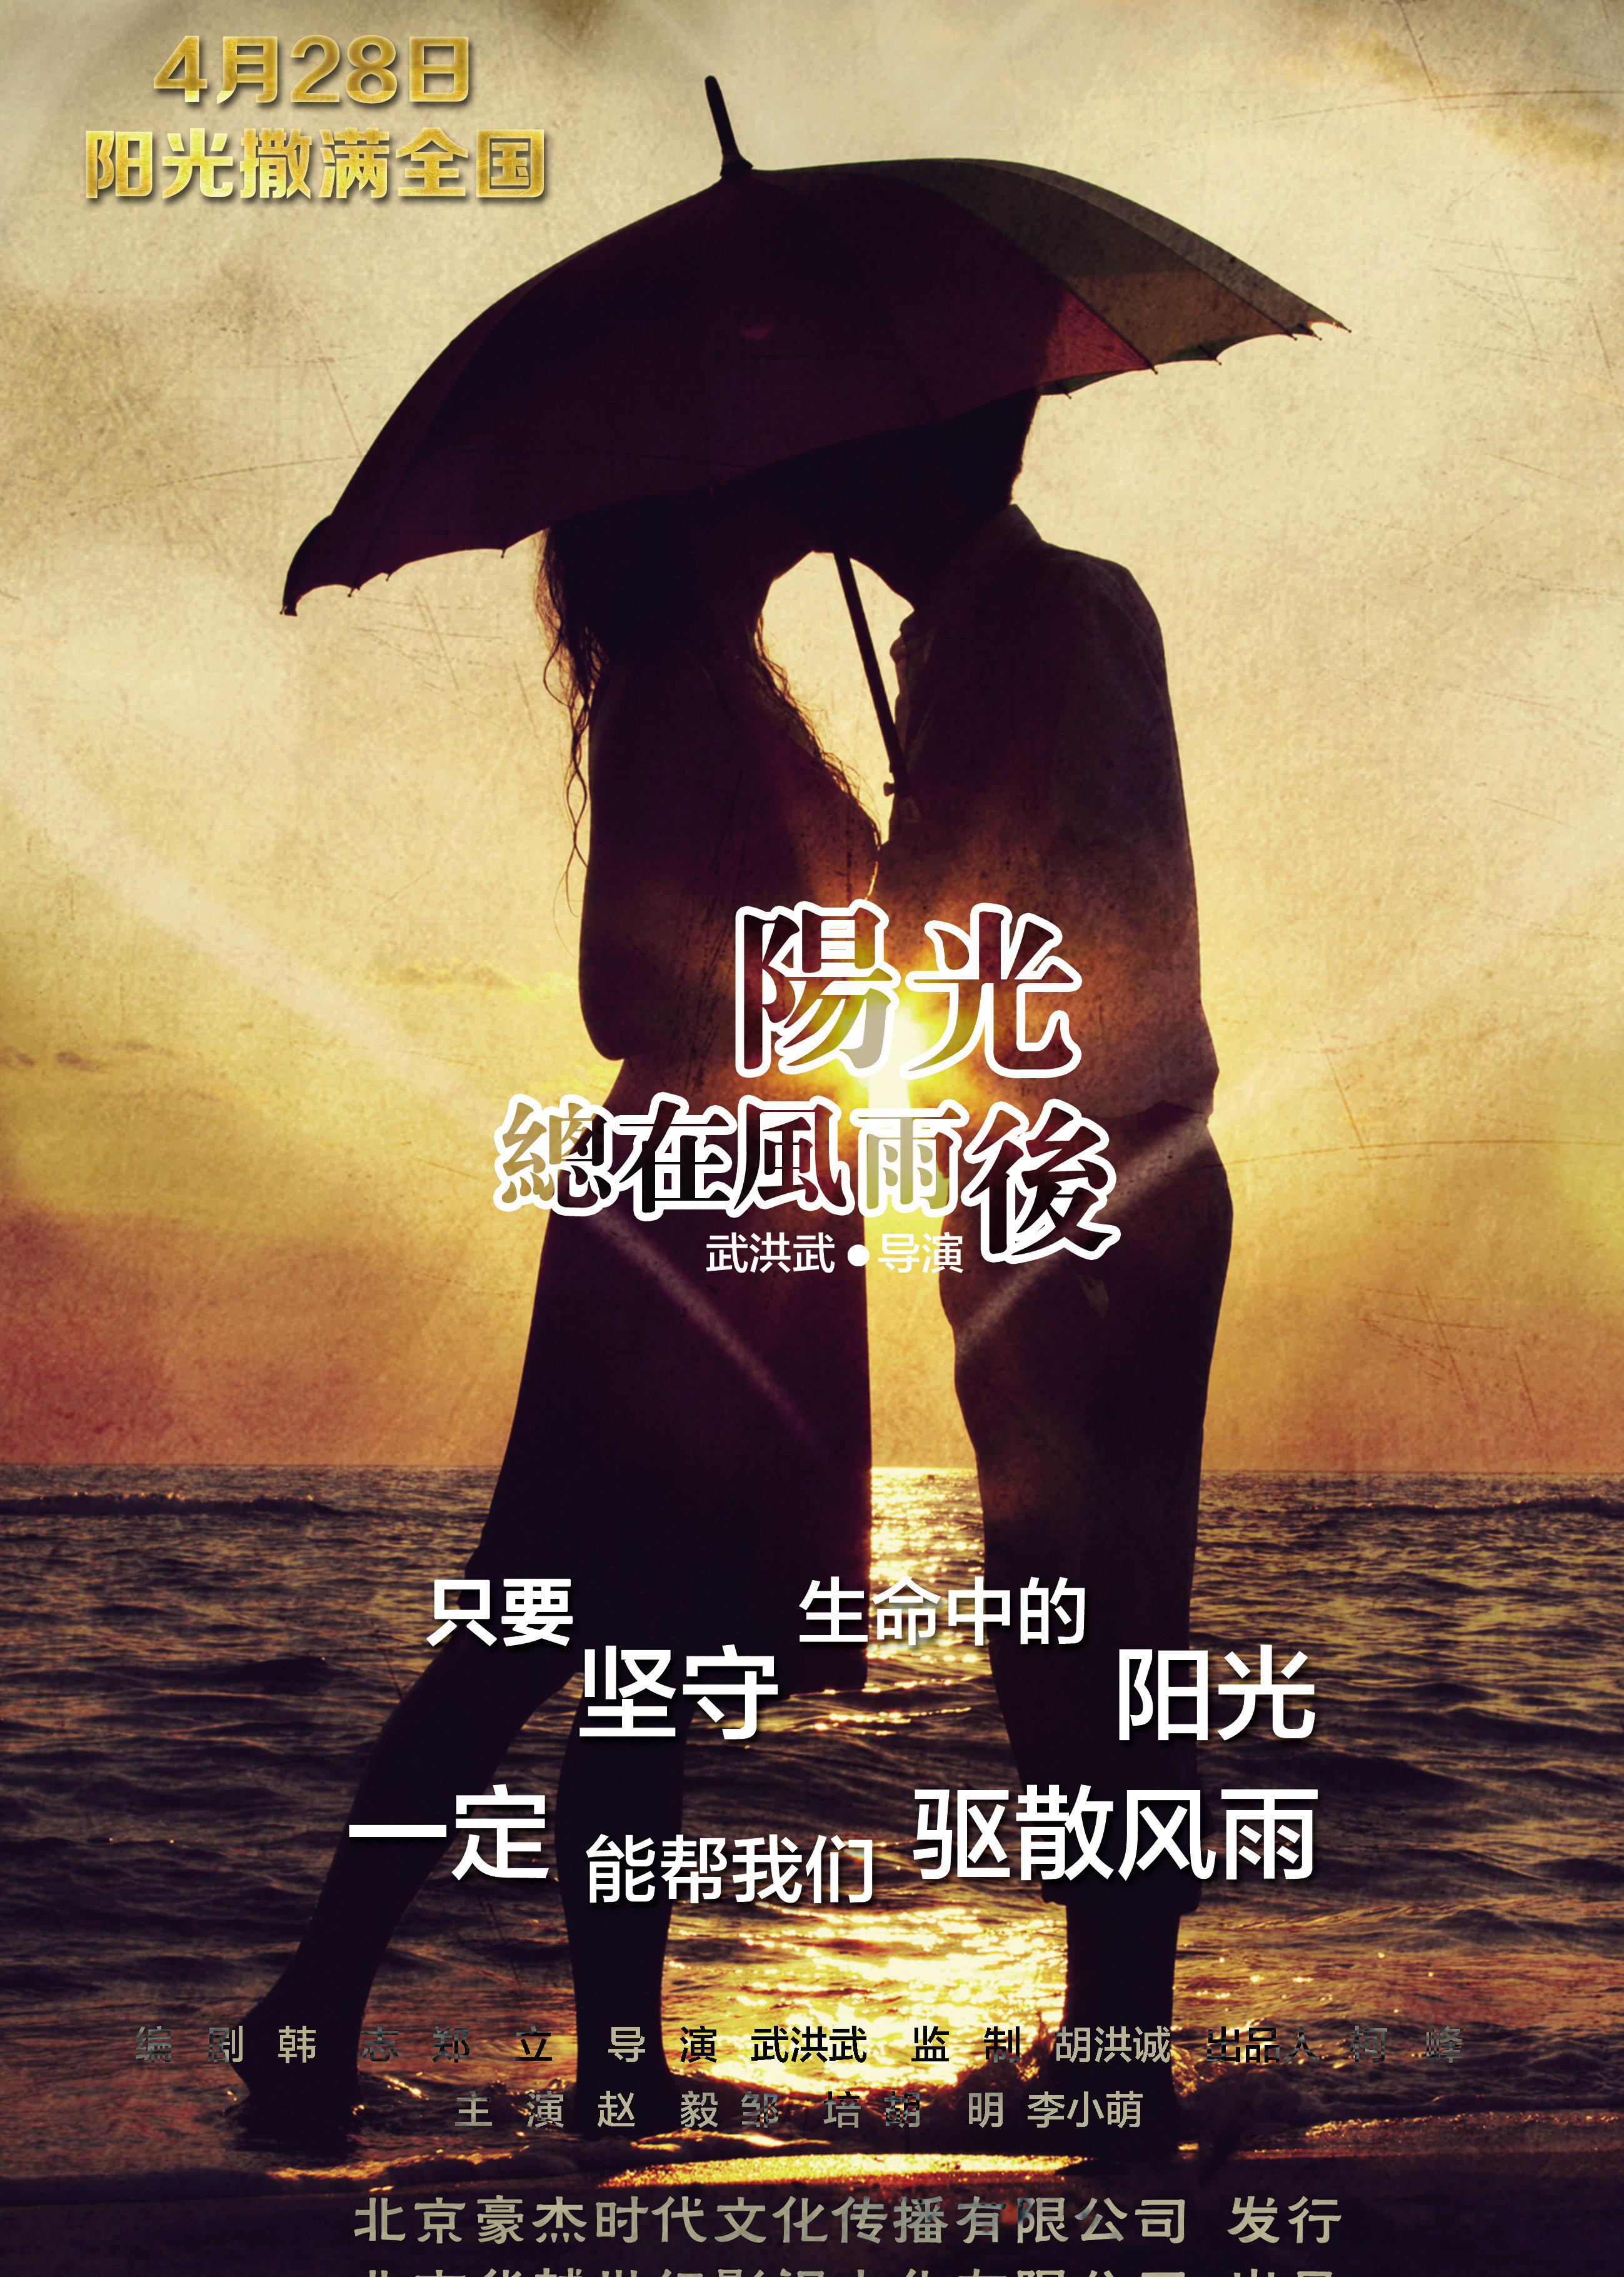 4月28日
阳光撒满全国
陽光
總在風雨後
武洪武●导演
只要 坚守 生命中的 阳光
一定 能帮我们 驱散风雨
编 剧 韩 志 郑 立 导 演 武洪武 监 制 胡洪诚 出品人 柯 峰
主 演 赵 毅 邹 培 胡 明 李小萌
北京豪杰时代文化传播有限公司 发行